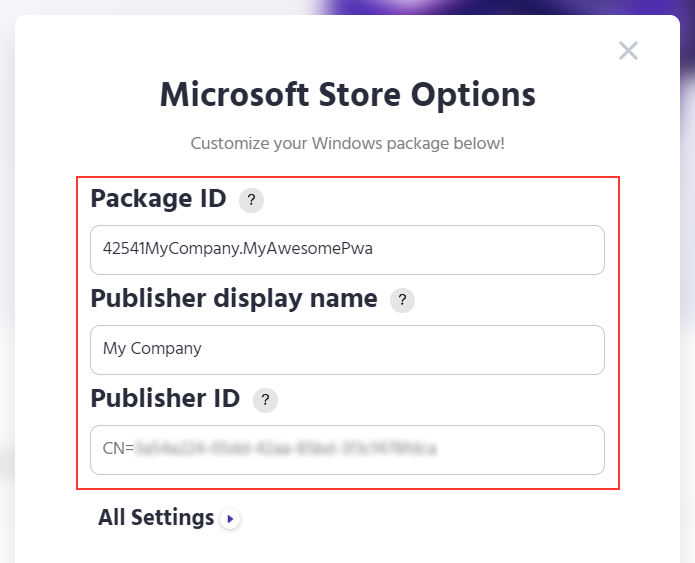 Microsoft Store Options
Customize your Windows package below!
Package ID ?
42541MyCompany.MyAwesomePwa
Publisher display name ?
My Company
Publisher ID ?
CN=
All Settings